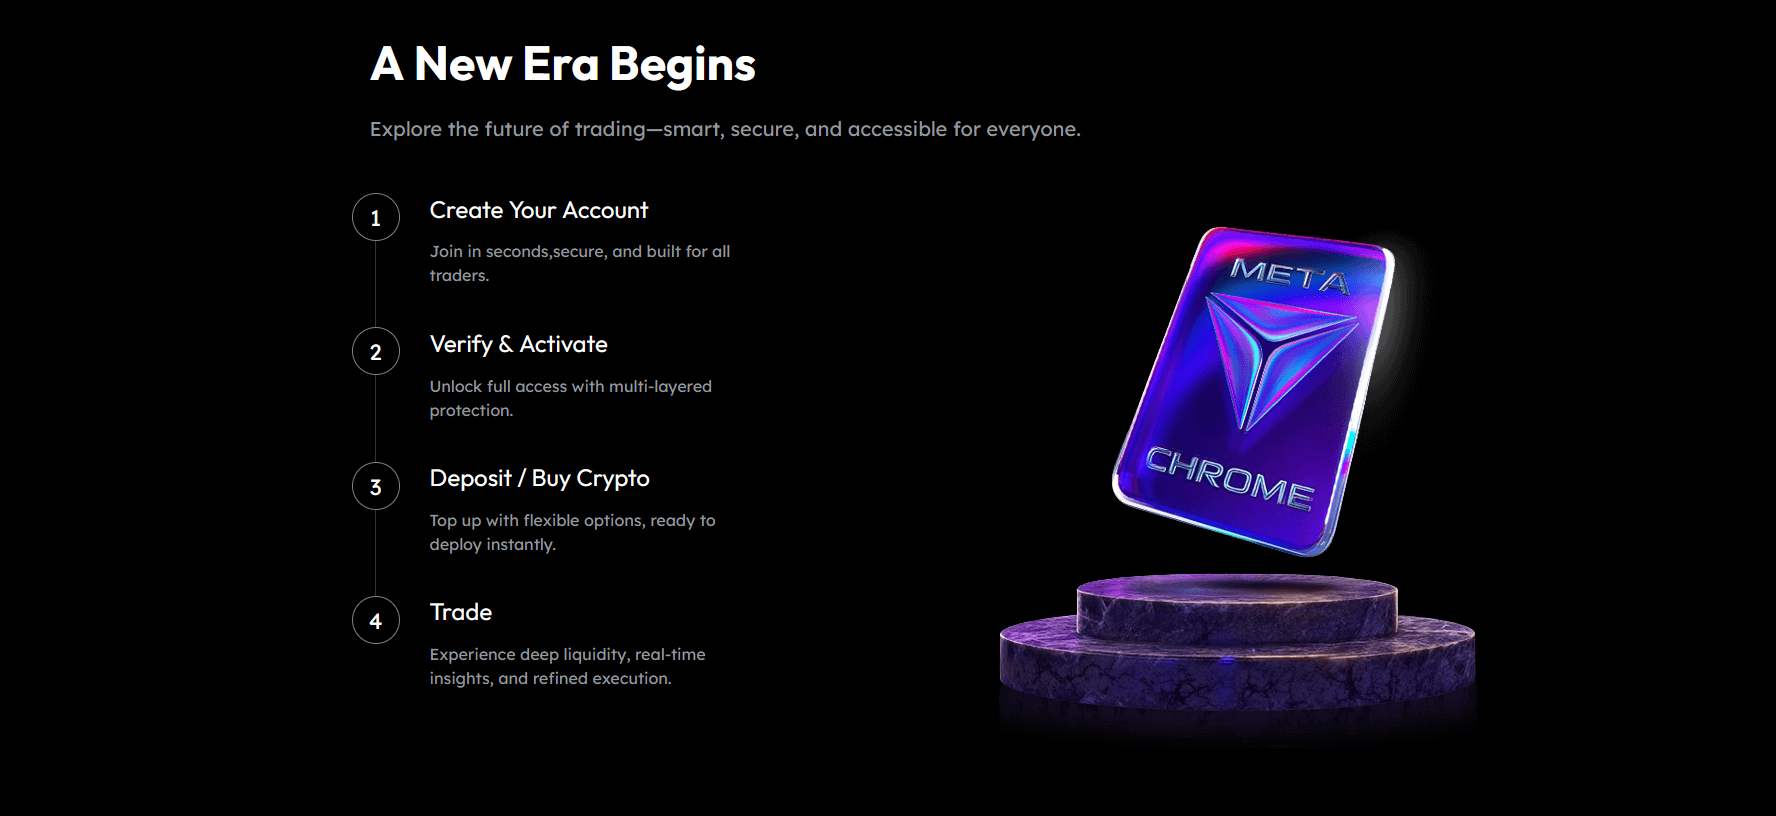 A New Era Begins
Explore the future of trading—smart, secure, and accessible for everyone.
1
Create Your Account
Join in seconds,secure, and built for all
traders.
2
Verify & Activate
Unlock full access with multi-layered
protection.
3
Deposit / Buy Crypto
Top up with flexible options, ready to
deploy instantly.
4
Trade
Experience deep liquidity, real-time
insights, and refined execution.
META
CHROME